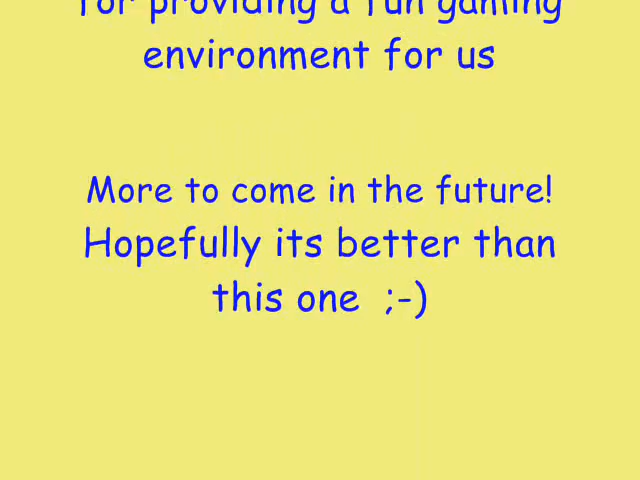 for providing a fun gaming
environment for us
More to come in the future!
Hopefully its better than
this one ;-)